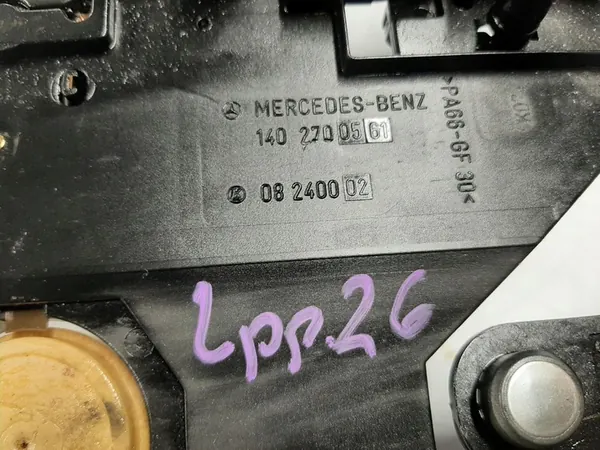 MERCEDES-BENZ
140 270 05 61
08 2400 02
>PA66-GF 30<
Lpp.26